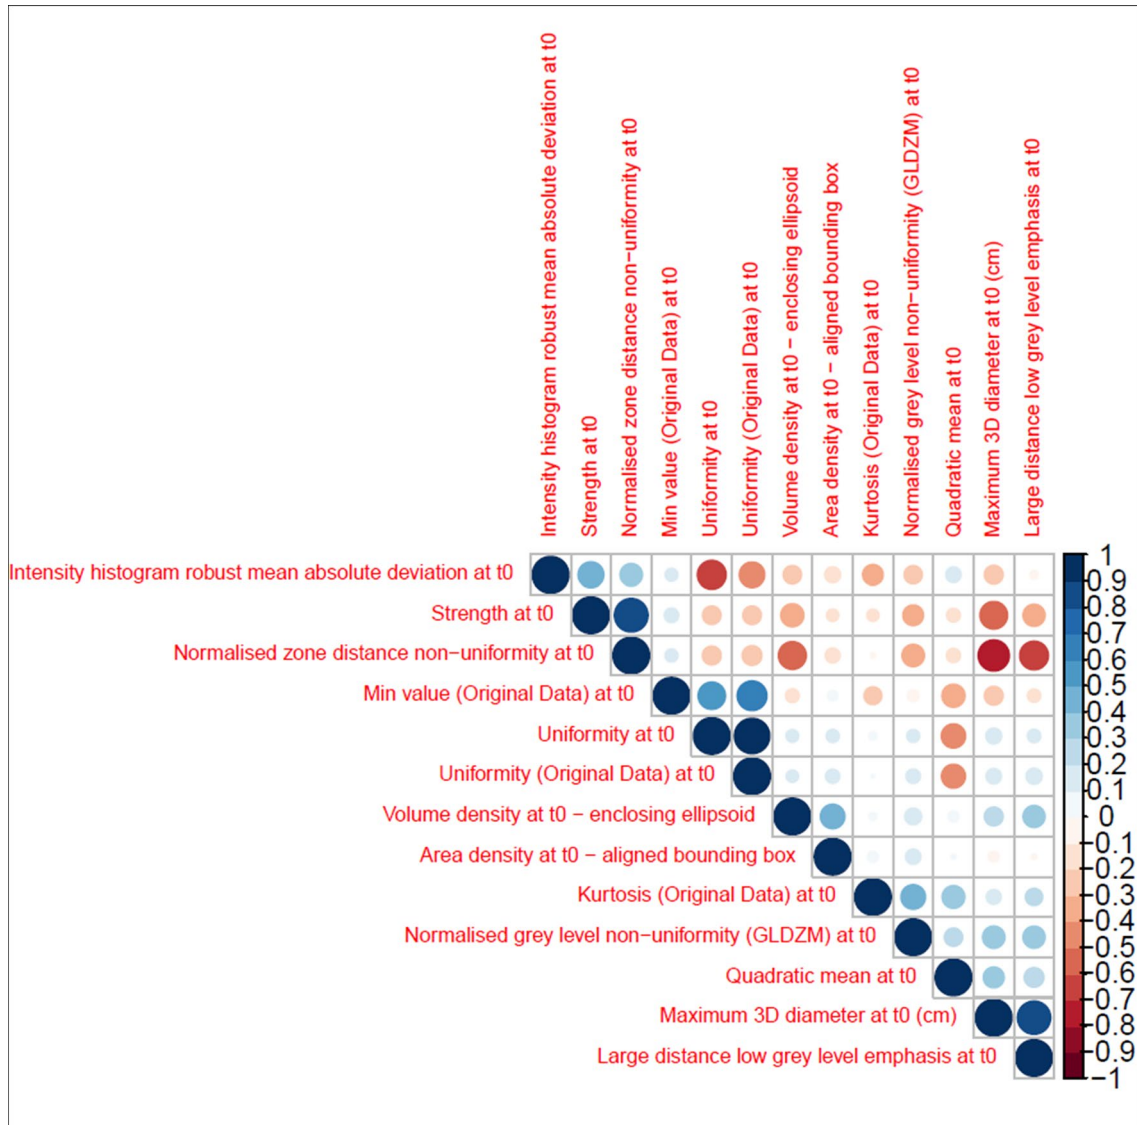 Intensity histogram robust mean absolute deviation at t0
Strength at t0
Normalised zone distance non−uniformity at t0
Min value (Original Data) at t0
Uniformity at t0
Uniformity (Original Data) at t0
Volume density at t0 − enclosing ellipsoid
Area density at t0 − aligned bounding box
Kurtosis (Original Data) at t0
Normalised grey level non−uniformity (GLDZM) at t0
Quadratic mean at t0
Maximum 3D diameter at t0 (cm)
Large distance low grey level emphasis at t0
Intensity histogram robust mean absolute deviation at t0
Strength at t0
Normalised zone distance non−uniformity at t0
Min value (Original Data) at t0
Uniformity at t0
Uniformity (Original Data) at t0
Volume density at t0 − enclosing ellipsoid
Area density at t0 − aligned bounding box
Kurtosis (Original Data) at t0
Normalised grey level non−uniformity (GLDZM) at t0
Quadratic mean at t0
Maximum 3D diameter at t0 (cm)
Large distance low grey level emphasis at t0
1
0.9
0.8
0.7
0.6
0.5
0.4
0.3
0.2
0.1
0
−0.1
−0.2
−0.3
−0.4
−0.5
−0.6
−0.7
−0.8
−0.9
−1